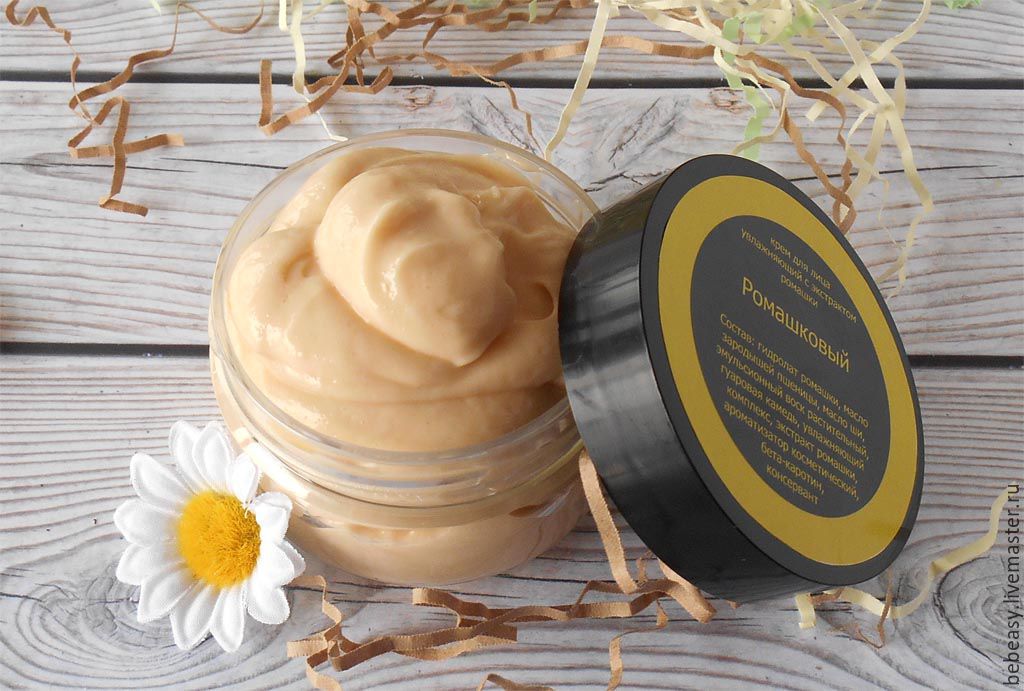 крем для лица
увлажняющий с экстрактом
ромашки
Ромашковый
Состав: гидролат ромашки, масло
зародышей пшеницы, масло ши,
эмульсионный воск растительный,
гуаровая камедь, увлажняющий
комплекс, экстракт ромашки,
ароматизатор косметический,
бета-каротин,
консервант
bebeasy.livemaster.ru